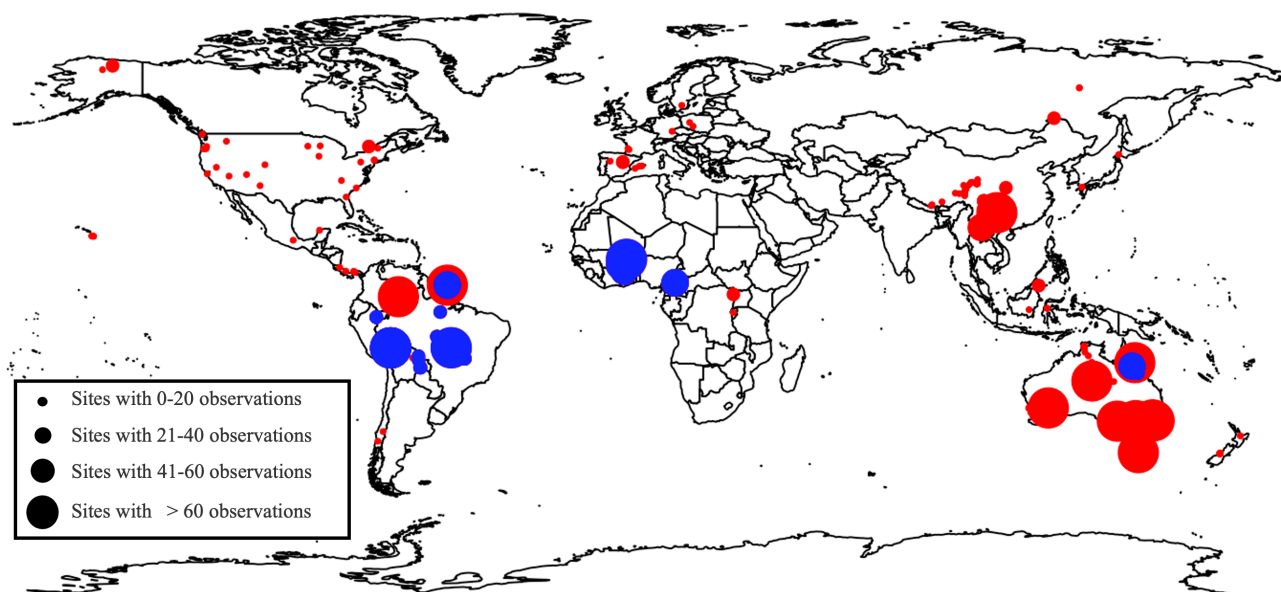 Sites with 0-20 observations
Sites with 21-40 observations
Sites with 41-60 observations
Sites with > 60 observations